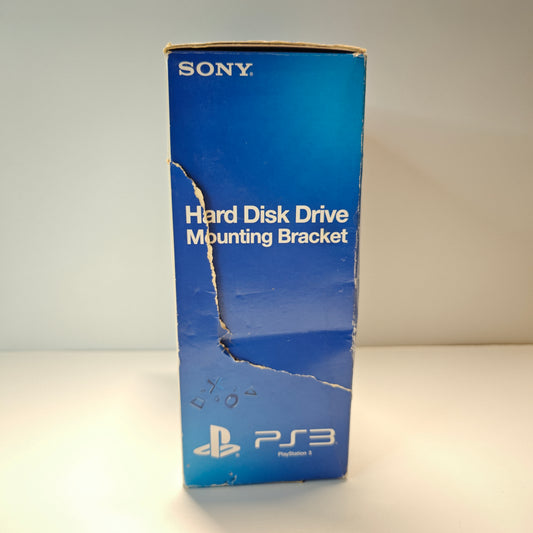 SONY®
Hard Disk Drive
Mounting Bracket
PS3
PlayStation 3